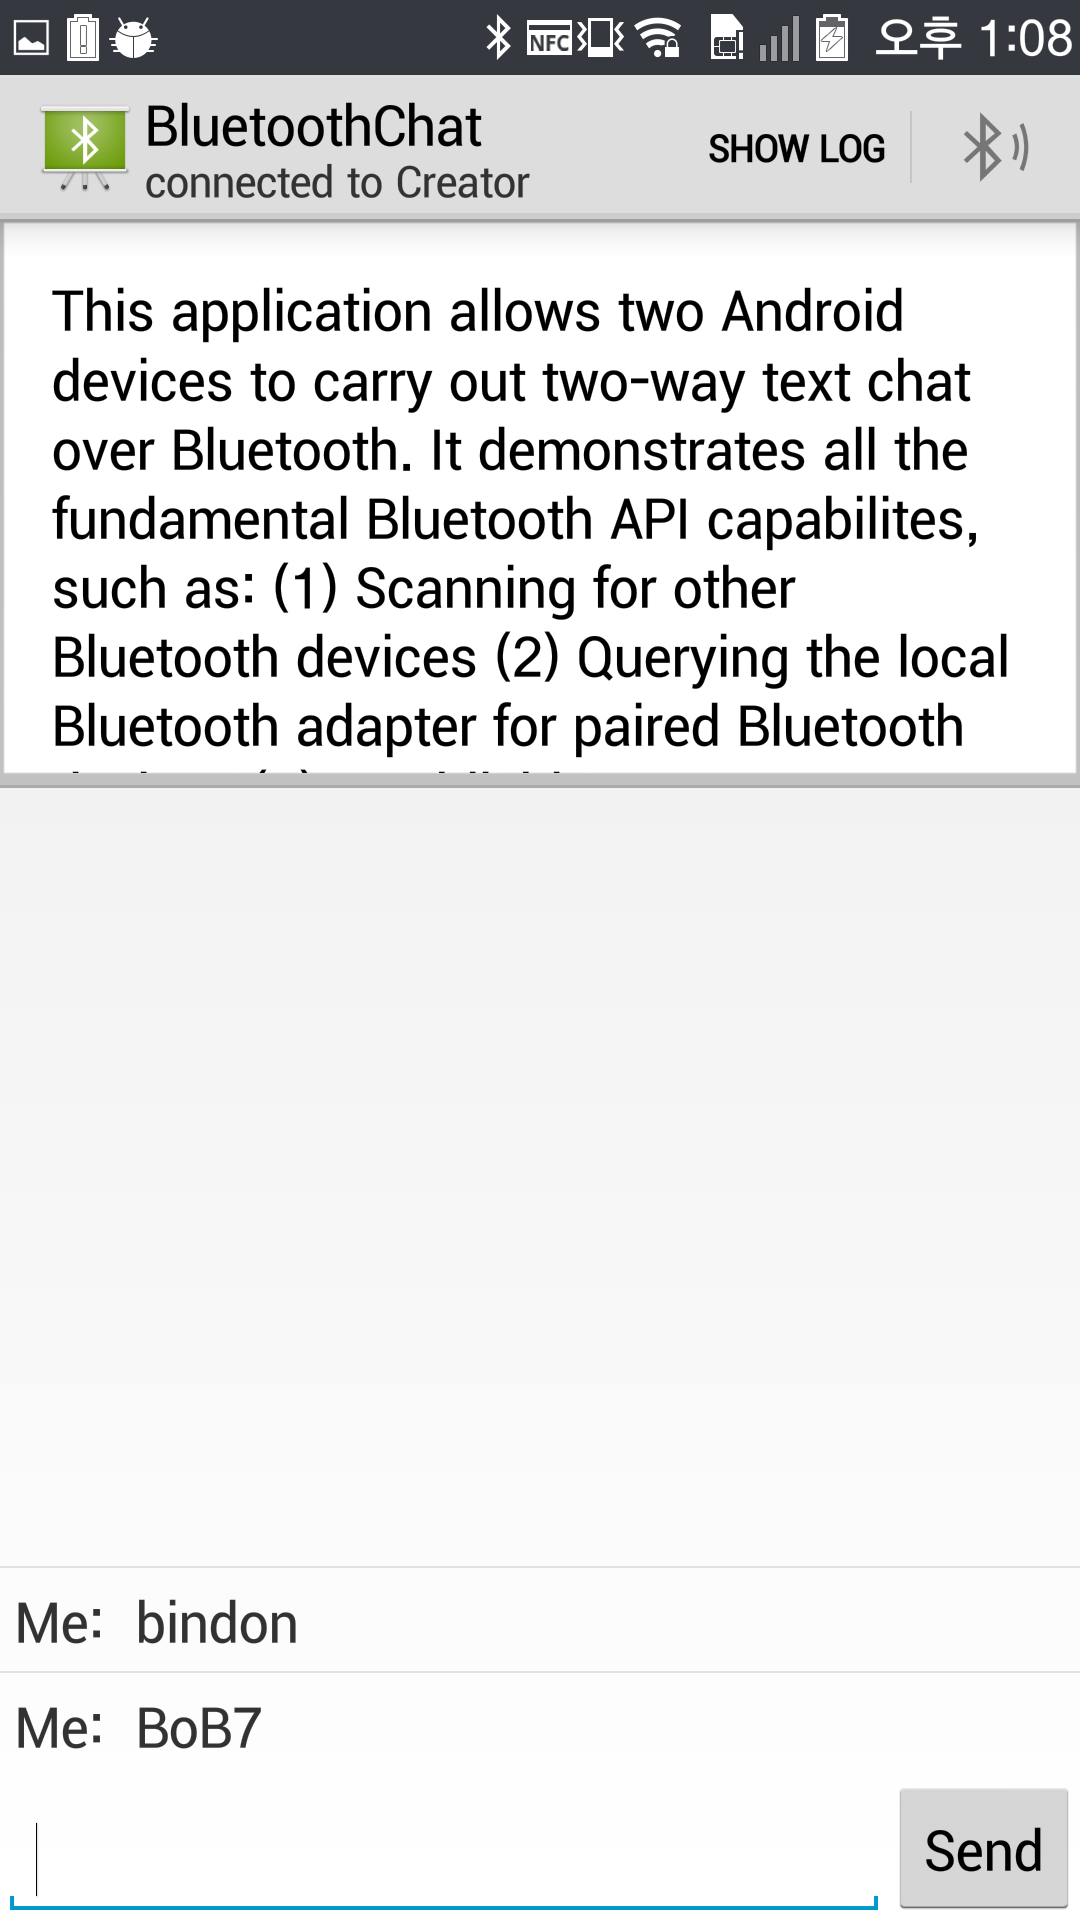 NFC 오후 1:08
BluetoothChat
connected to Creator
SHOW LOG
This application allows two Android
devices to carry out two-way text chat
over Bluetooth. It demonstrates all the
fundamental Bluetooth API capabilites,
such as: (1) Scanning for other
Bluetooth devices (2) Querying the local
Bluetooth adapter for paired Bluetooth
Me: bindon
Me: BoB7
Send